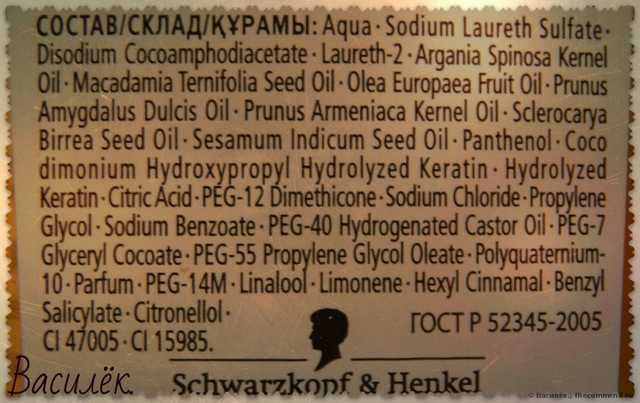 СОСТАВ/СКЛАД/ҚҰРАМЫ: Aqua · Sodium Laureth Sulfate ·
Disodium Cocoamphodiacetate · Laureth-2 · Argania Spinosa Kernel
Oil · Macadamia Ternifolia Seed Oil · Olea Europaea Fruit Oil · Prunus
Amygdalus Dulcis Oil · Prunus Armeniaca Kernel Oil · Sclerocarya
Birrea Seed Oil · Sesamum Indicum Seed Oil · Panthenol · Coco
dimonium Hydroxypropyl Hydrolyzed Keratin · Hydrolyzed
Keratin · Citric Acid · PEG-12 Dimethicone · Sodium Chloride · Propylene
Glycol · Sodium Benzoate · PEG-40 Hydrogenated Castor Oil · PEG-7
Glyceryl Cocoate · PEG-55 Propylene Glycol Oleate · Polyquaternium-
10 · Parfum · PEG-14M · Linalool · Limonene · Hexyl Cinnamal · Benzyl
Salicylate · Citronellol ·
CI 47005 · CI 15985.
ГОСТ Р 52345-2005
Schwarzkopf & Henkel
Василёк.